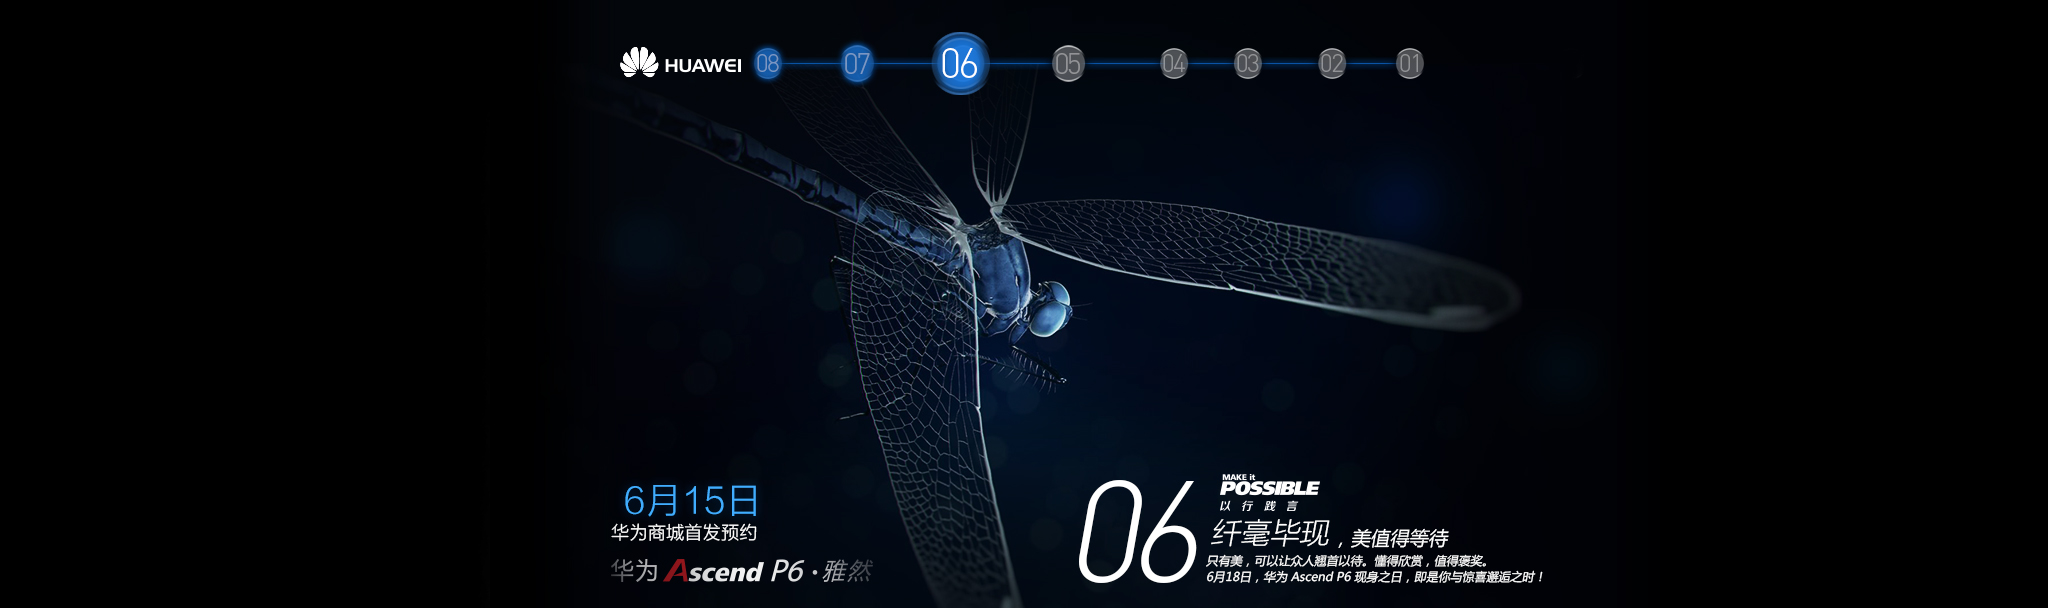 HUAWEI 08 07 06 05 04 03 02 01
6月15日
华为商城首发预约
华为 Ascend P6·雅然
06
MAKE it
POSSIBLE
以行践言
纤毫毕现，美值得等待
只有美，可以让众人翘首以待。懂得欣赏，值得褒奖。
6月18日，华为 Ascend P6 现身之日，即是你与惊喜邂逅之时！